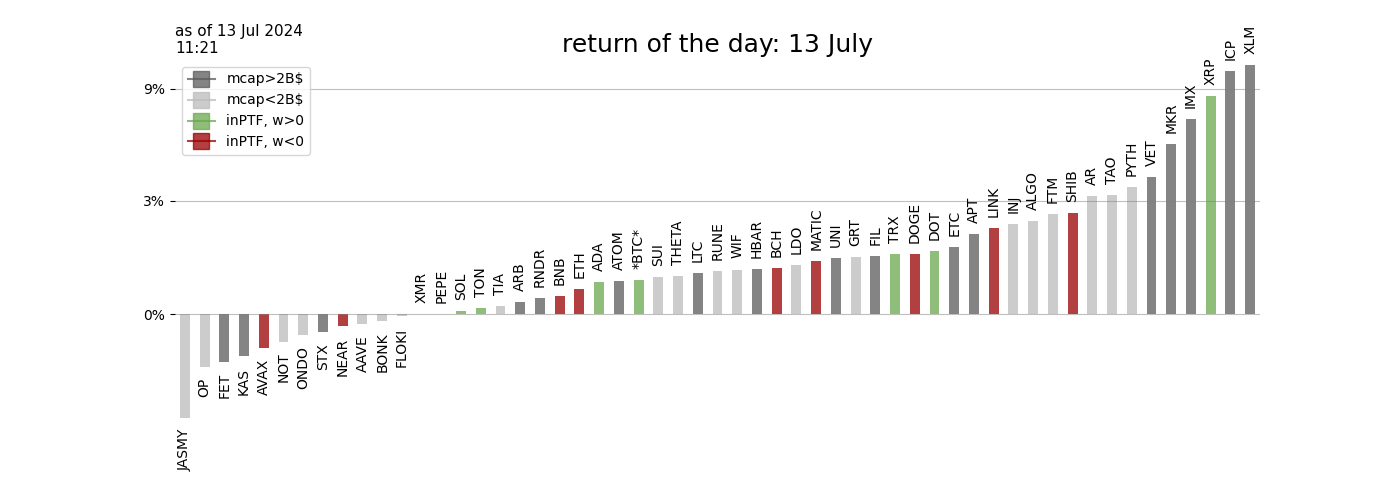 as of 13 Jul 2024
11:21
return of the day: 13 July
mcap>2B$
mcap<2B$
inPTF, w>0
inPTF, w<0
9%
3%
0%
JASMY
OP
FET
KAS
AVAX
NOT
ONDO
STX
NEAR
AAVE
BONK
FLOKI
XMR
PEPE
SOL
TON
TIA
ARB
RNDR
BNB
ETH
ADA
ATOM
*BTC*
SUI
THETA
LTC
RUNE
WIF
HBAR
BCH
LDO
MATIC
UNI
GRT
FIL
TRX
DOGE
DOT
ETC
APT
LINK
INJ
ALGO
FTM
SHIB
AR
TAO
PYTH
VET
MKR
IMX
XRP
ICP
XLM